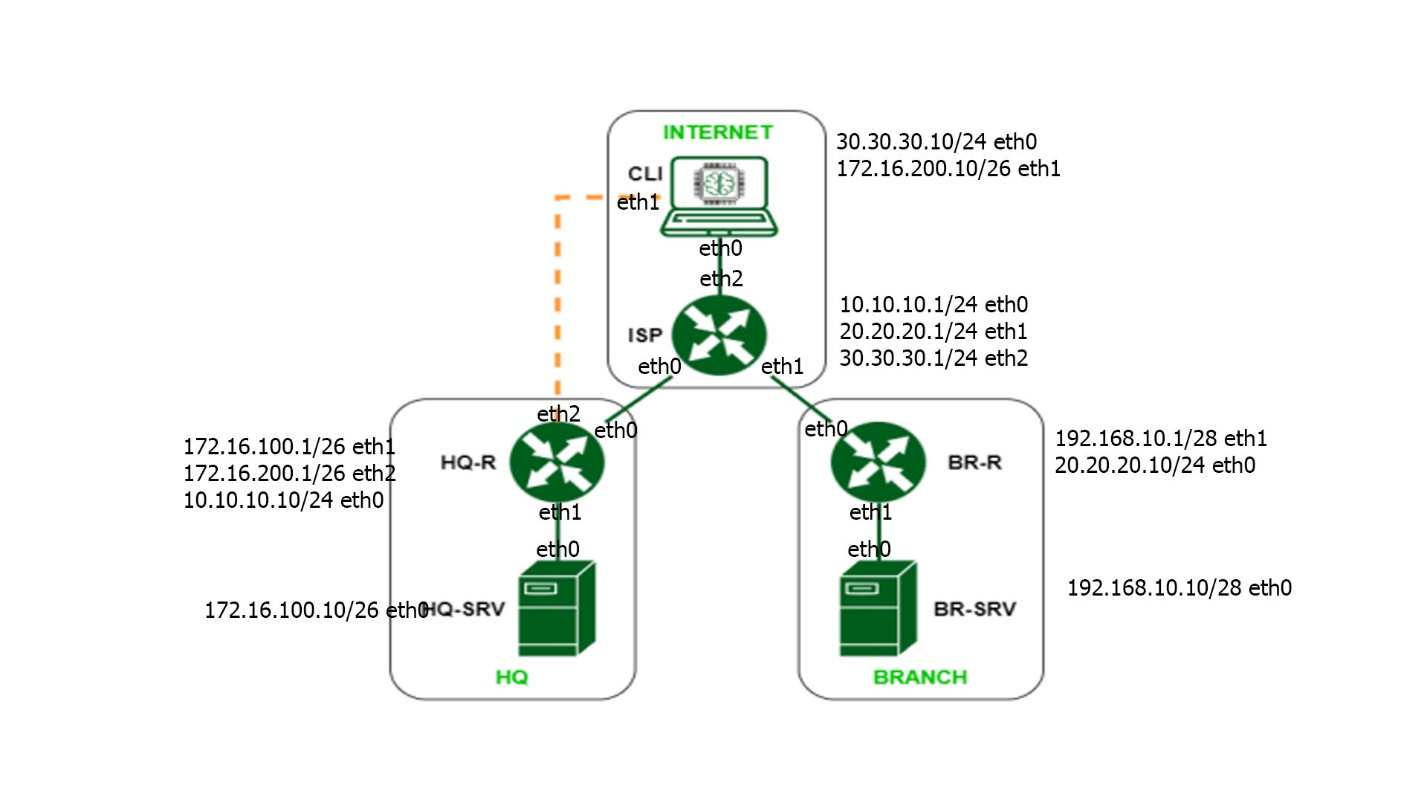 INTERNET
CLI
eth1
eth0
eth2
30.30.30.10/24 eth0
172.16.200.10/26 eth1
ISP
eth0
eth1
10.10.10.1/24 eth0
20.20.20.1/24 eth1
30.30.30.1/24 eth2
172.16.100.1/26 eth1
172.16.200.1/26 eth2
10.10.10.10/24 eth0
eth2
eth0
HQ-R
eth1
eth0
172.16.100.10/26 eth0
HQ-SRV
HQ
eth0
BR-R
192.168.10.1/28 eth1
20.20.20.10/24 eth0
eth1
eth0
BR-SRV
192.168.10.10/28 eth0
BRANCH